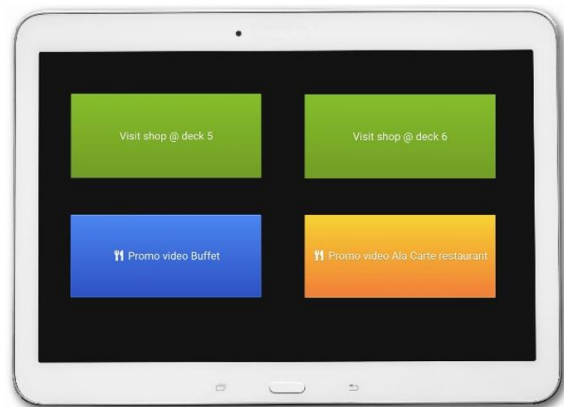 Visit shop @ deck 5
Visit shop @ deck 6
Promo video Buffet
Promo video Ala Carte restaurant